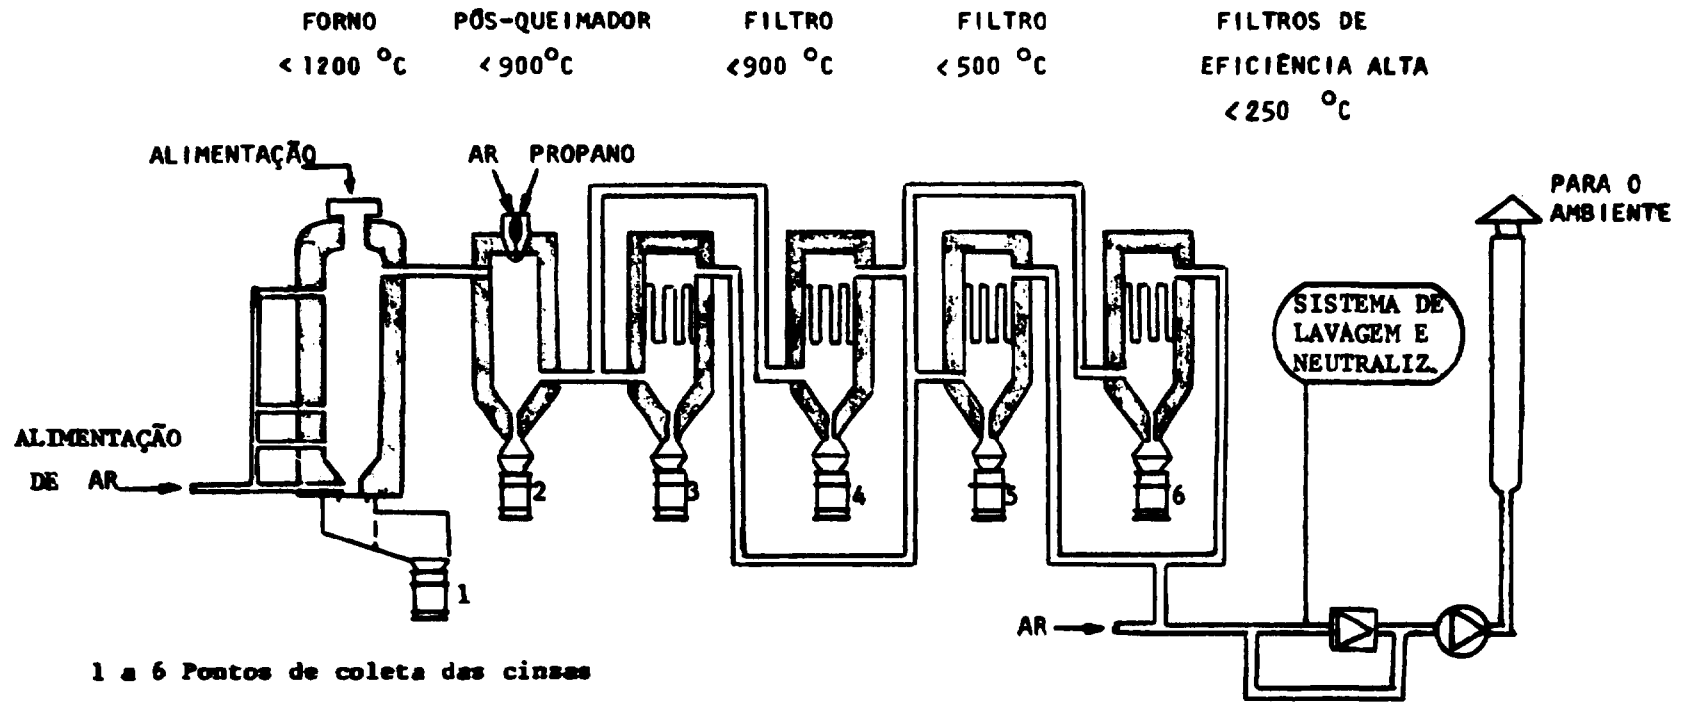 FORNO
< 1200 °C
PÓS-QUEIMADOR
<900°C
FILTRO
<900 °C
FILTRO
<500 °C
FILTROS DE
EFICIÊNCIA ALTA
<250 °C
ALIMENTAÇÃO
AR PROPANO
PARA O
AMBIENTE
SISTEMA DE
LAVAGEM E
NEUTRALIZ.
ALIMENTAÇÃO
DE AR
2
3
4
5
6
1
AR
1 a 6 Pontos de coleta das cinzas